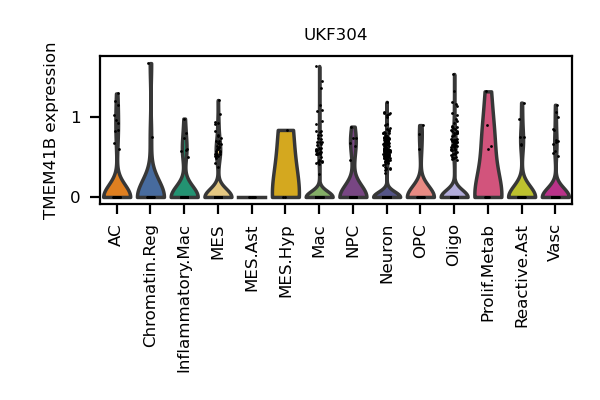 UKF304
TMEM41B expression
1
0
AC
Chromatin.Reg
Inflammatory.Mac
MES
MES.Ast
MES.Hyp
Mac
NPC
Neuron
OPC
Oligo
Prolif.Metab
Reactive.Ast
Vasc